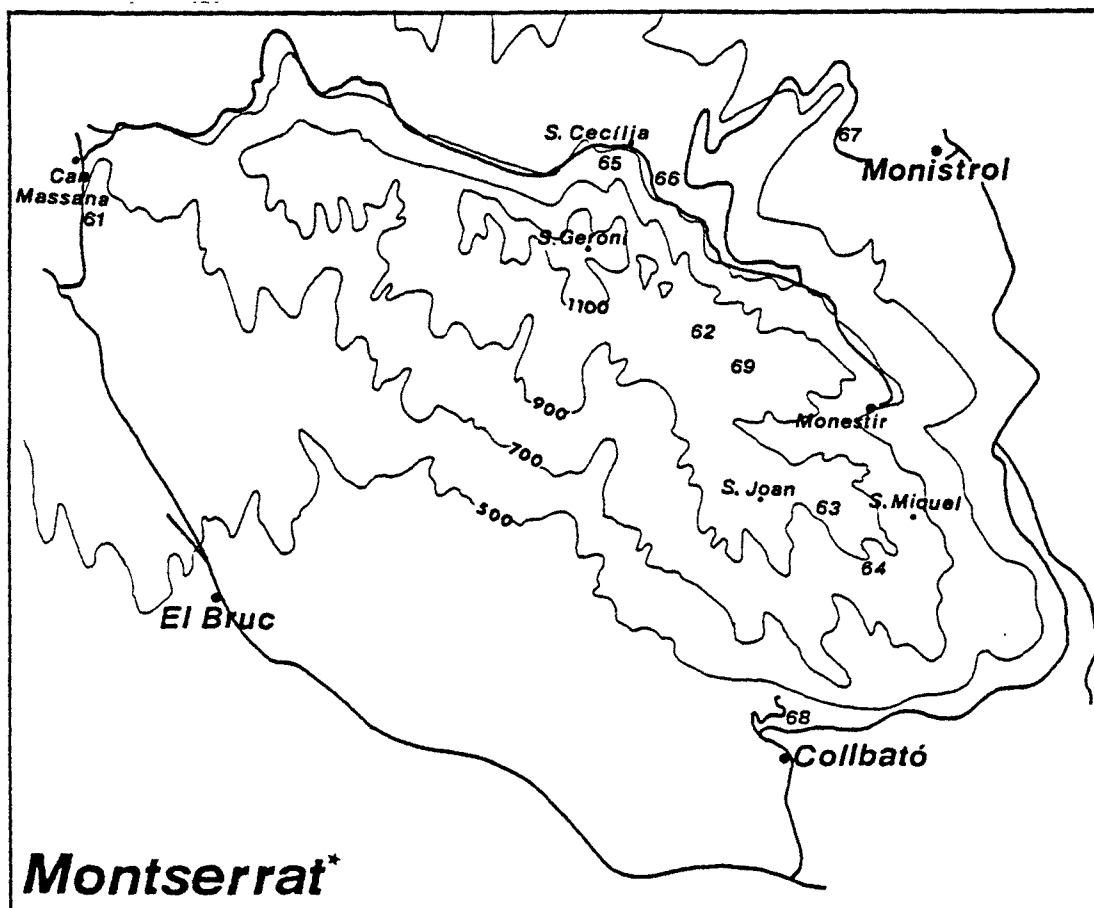 S. Cecília
65
66
67
Monistrol
Can
Massana
61
S. Geroni
1100
62
69
900
Monestir
700
S. Joan
63
S. Miquel
500
64
El Bruc
68
Collbató
Montserrat*